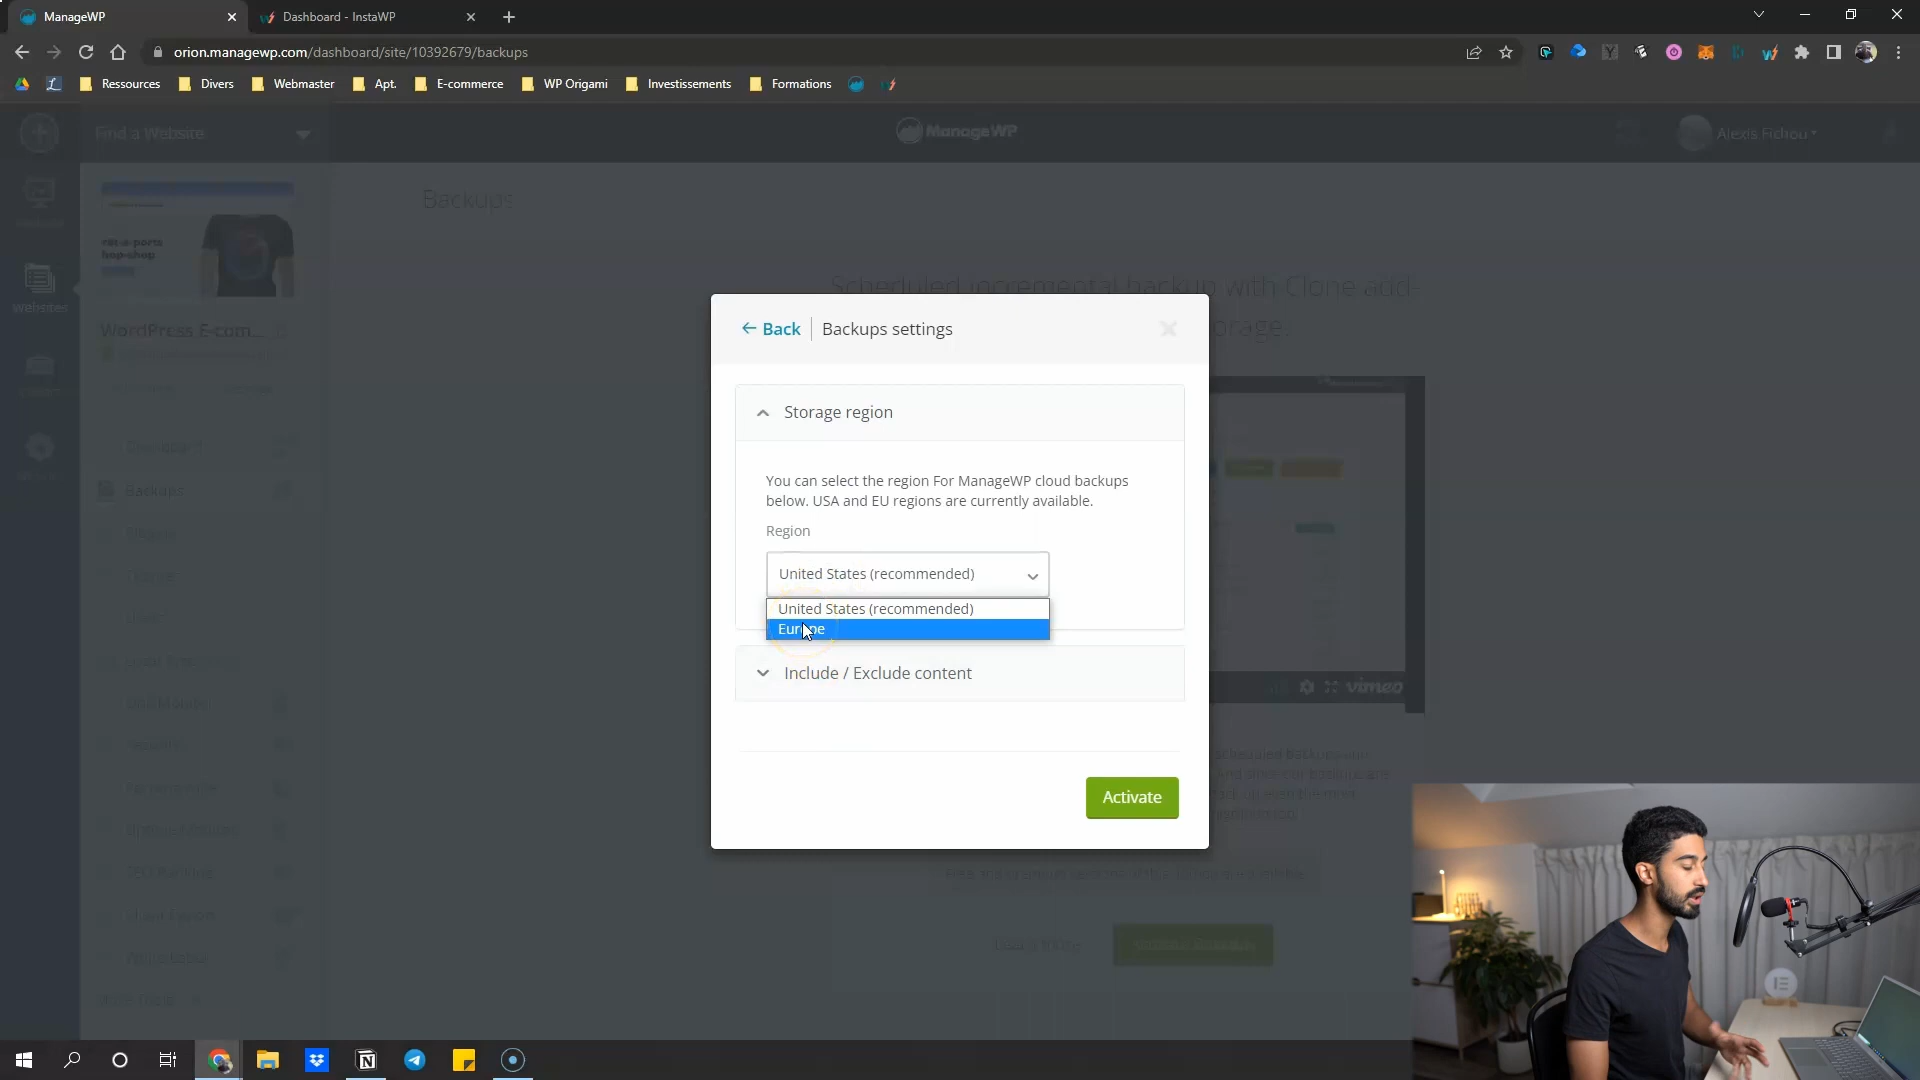 ManageWP
Dashboard - InstaWP
orion.managewp.com/dashboard/site/10392679/backups
Ressources
Divers
Webmaster
Apt.
E-commerce
WP Origami
Investissements
Formations
Find a Website
ManageWP
Alexis Fichou
Backups
Scheduled incremental backup with Clone add-
Websites
WordPress E-com...
Dashboard
Backups
← Back
Backups settings
Storage region
You can select the region For ManageWP cloud backups
below. USA and EU regions are currently available.
Region
United States (recommended)
United States (recommended)
Europe
Include / Exclude content
Activate
vimeo